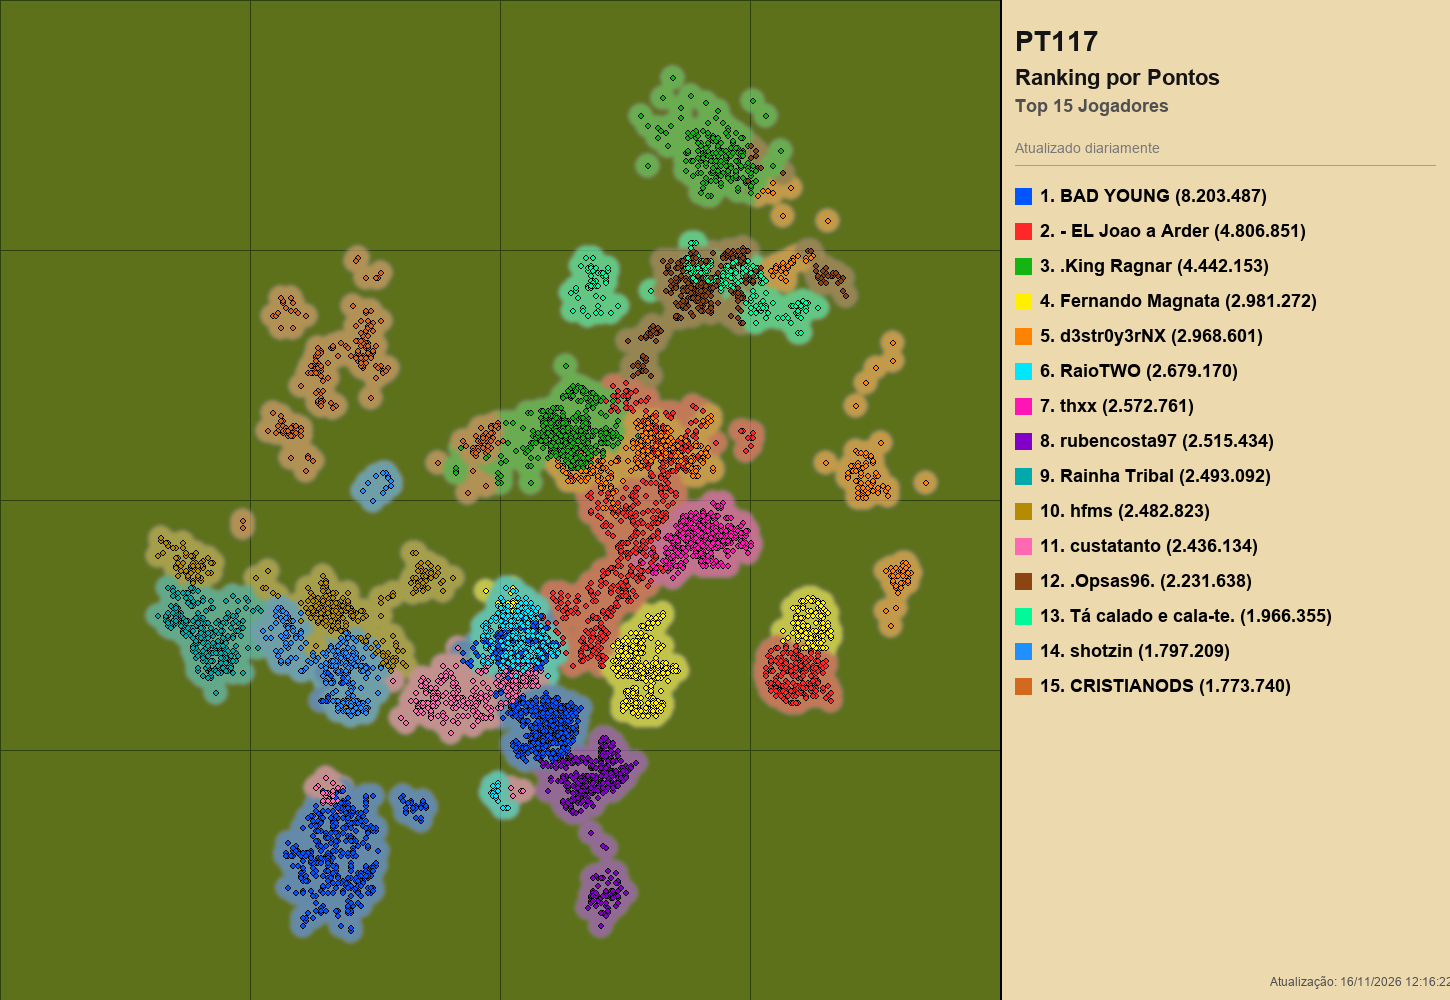 PT117
Ranking por Pontos
Top 15 Jogadores
Atualizado diariamente
1. BAD YOUNG (8.203.487)
2. - EL Joao a Arder (4.806.851)
3. .King Ragnar (4.442.153)
4. Fernando Magnata (2.981.272)
5. d3str0y3rNX (2.968.601)
6. RaioTWO (2.679.170)
7. thxx (2.572.761)
8. rubencosta97 (2.515.434)
9. Rainha Tribal (2.493.092)
10. hfms (2.482.823)
11. custatanto (2.436.134)
12. .Opsas96. (2.231.638)
13. Tá calado e cala-te. (1.966.355)
14. shotzin (1.797.209)
15. CRISTIANODS (1.773.740)
Atualização: 16/11/2026 12:16:22